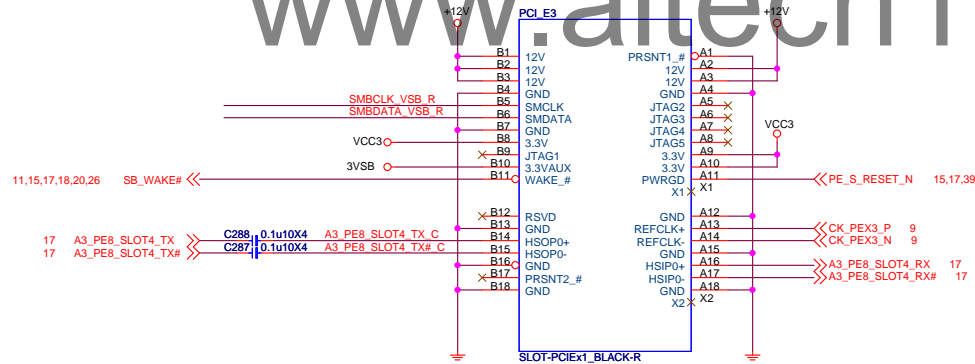 www.aitech1
+12V
PCI_E3
+12V
B1 12V PRSNT1_# A1
B2 12V 12V A2
B3 12V 12V A3
B4 GND GND A4
SMBCLK_VSB_R B5 SMCLK JTAG2 A5
SMBDATA_VSB_R B6 SMDATA JTAG3 A6
B7 GND JTAG4 A7
VCC3
VCC3 B8 3.3V JTAG5 A8
B9 JTAG1 3.3V A9
3VSB B10 3.3VAUX 3.3V A10
11,15,17,18,20,26 SB_WAKE# B11 WAKE_# PWRGD A11 PE_S_RESET_N 15,17,39
X1 X1
B12 RSVD GND A12
B13 GND REFCLK+ A13 CK_PEX3_P 9
17 A3_PE8_SLOT4_TX C288 0.1u10X4 A3_PE8_SLOT4_TX_C B14 HSOP0+ REFCLK- A14 CK_PEX3_N 9
17 A3_PE8_SLOT4_TX# C287 0.1u10X4 A3_PE8_SLOT4_TX#_C B15 HSOP0- GND A15
B16 GND HSIP0+ A16 A3_PE8_SLOT4_RX 17
B17 PRSNT2_# HSIP0- A17 A3_PE8_SLOT4_RX# 17
B18 GND GND A18
X2 X2
SLOT-PCIEx1_BLACK-R